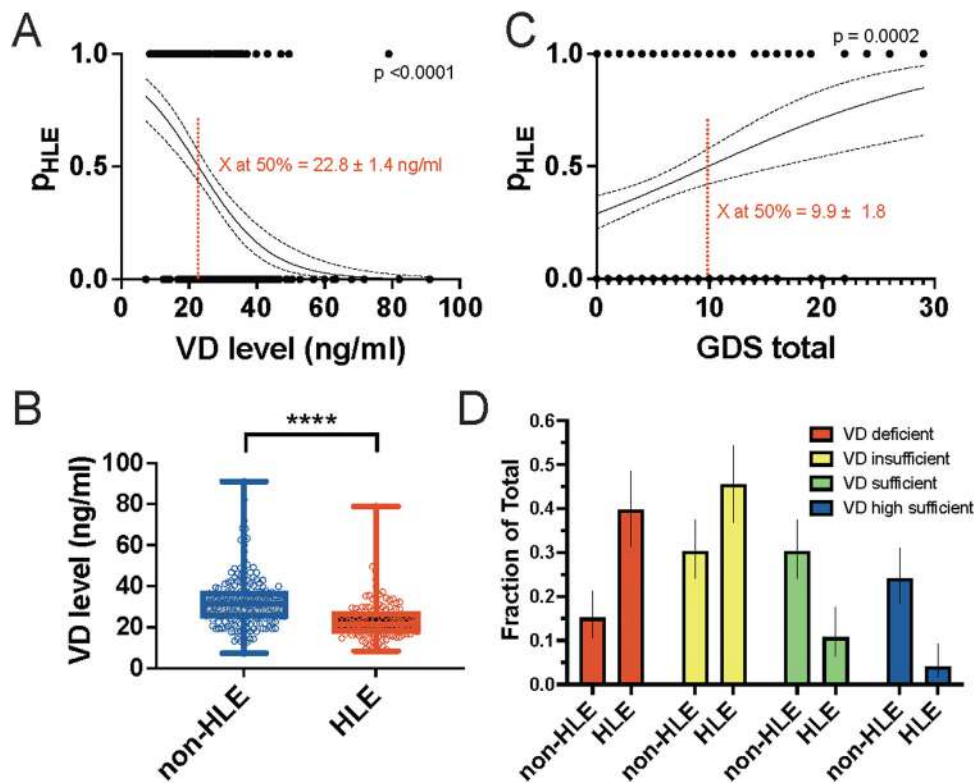 A
p <0.0001
1.0
0.5
0.0
pHLE
X at 50% = 22.8 ± 1.4 ng/ml
0 20 40 60 80 100
VD level (ng/ml)
C
p = 0.0002
1.0
0.5
0.0
pHLE
X at 50% = 9.9 ± 1.8
0 10 20 30
GDS total
B
****
100
80
60
40
20
0
VD level (ng/ml)
non-HLE
HLE
D
0.6
0.5
0.4
0.3
0.2
0.1
0.0
Fraction of Total
VD deficient
VD insufficient
VD sufficient
VD high sufficient
non-HLE
HLE
non-HLE
HLE
non-HLE
HLE
non-HLE
HLE